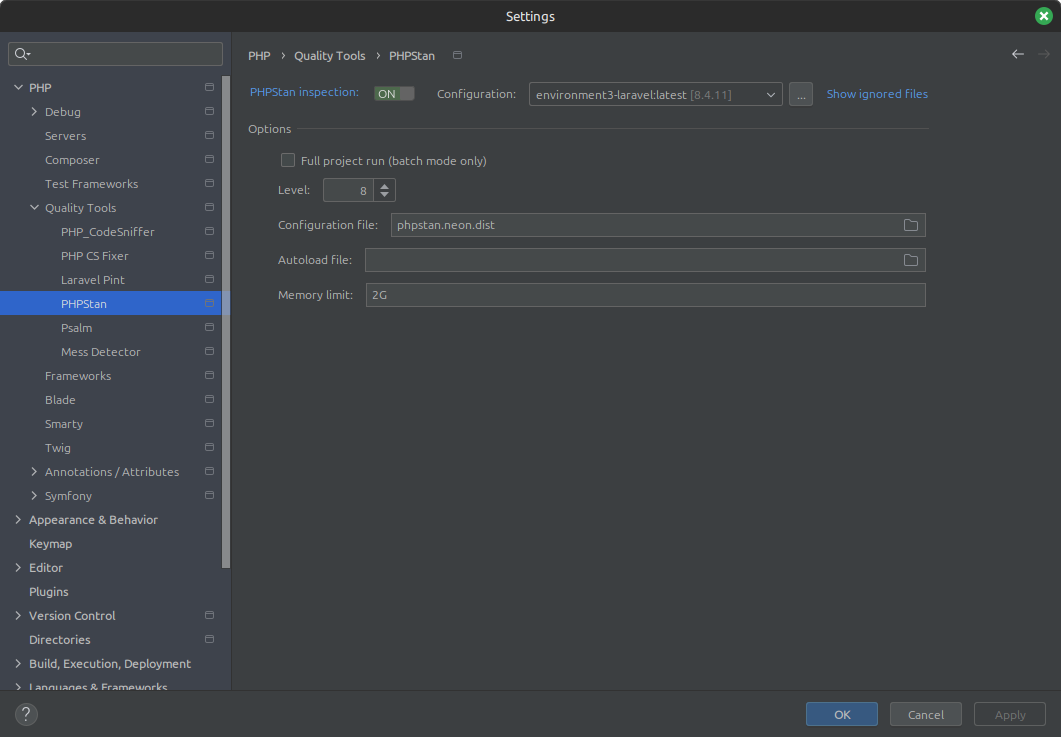 Settings
PHP › Quality Tools › PHPStan
PHP
PHPStan inspection: ON Configuration: environment3-laravel:latest [8.4.11] ... Show ignored files
Debug
Options
Servers
Composer
Full project run (batch mode only)
Test Frameworks
Level: 8
Quality Tools
PHP_CodeSniffer
Configuration file: phpstan.neon.dist
PHP CS Fixer
Autoload file:
Laravel Pint
Memory limit: 2G
PHPStan
Psalm
Mess Detector
Frameworks
Blade
Smarty
Twig
Annotations / Attributes
Symfony
Appearance & Behavior
Keymap
Editor
Plugins
Version Control
Directories
Build, Execution, Deployment
Languages & Frameworks
? OK Cancel Apply